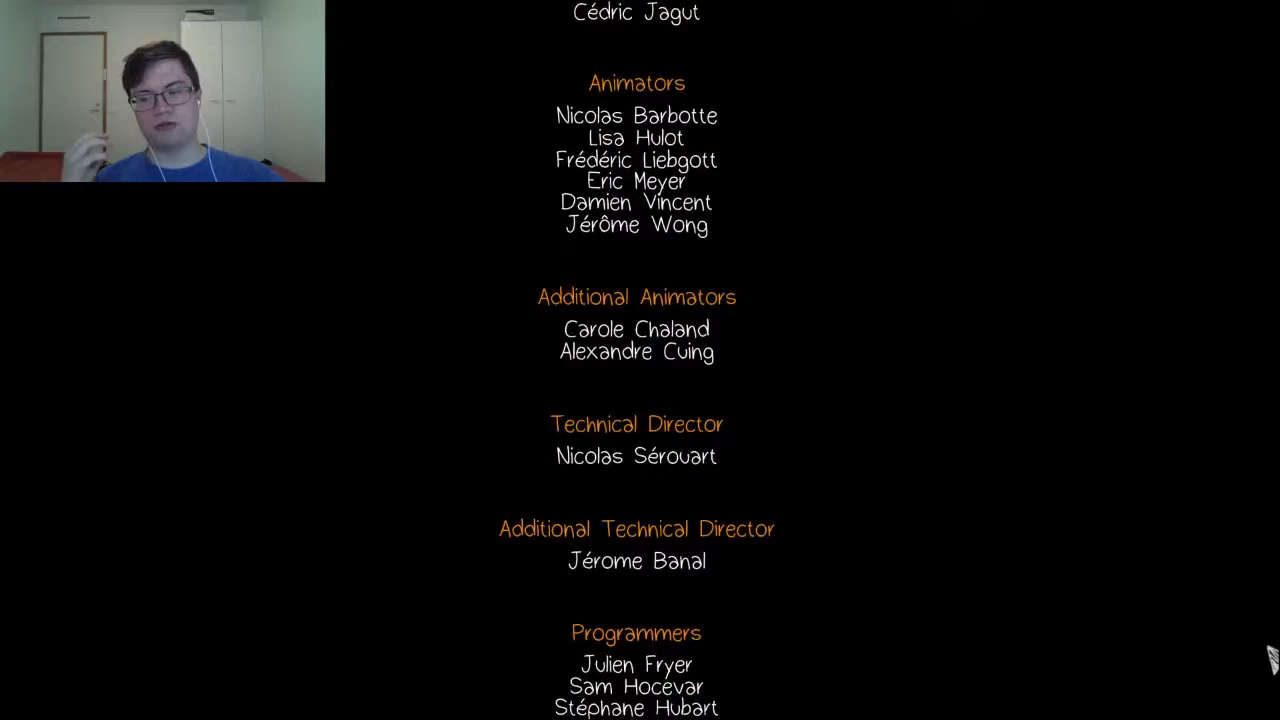 Cédric Jagut
Animators
Nicolas Barbotte
Lisa Hulot
Frédéric Liebgott
Eric Meyer
Damien Vincent
Jérôme Wong
Additional Animators
Carole Chaland
Alexandre Cuing
Technical Director
Nicolas Sérouart
Additional Technical Director
Jérome Banal
Programmers
Julien Fryer
Sam Hocevar
Stéphane Hubart